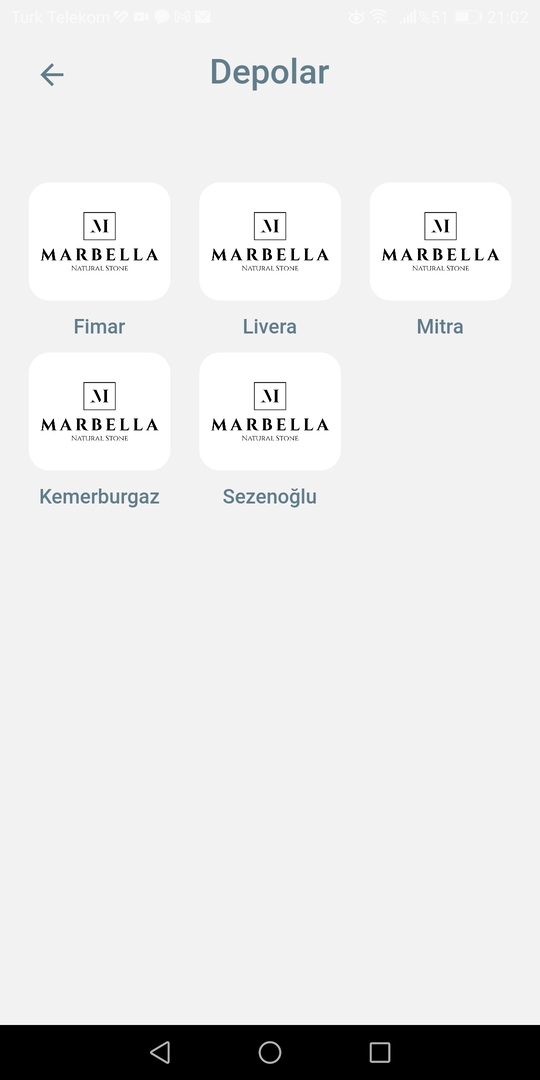 Turk Telekom %51 21:02
Depolar
M M M
MARBELLA MARBELLA MARBELLA
NATURAL STONE NATURAL STONE NATURAL STONE
Fimar Livera Mitra
M M
MARBELLA MARBELLA
NATURAL STONE NATURAL STONE
Kemerburgaz Sezenoğlu